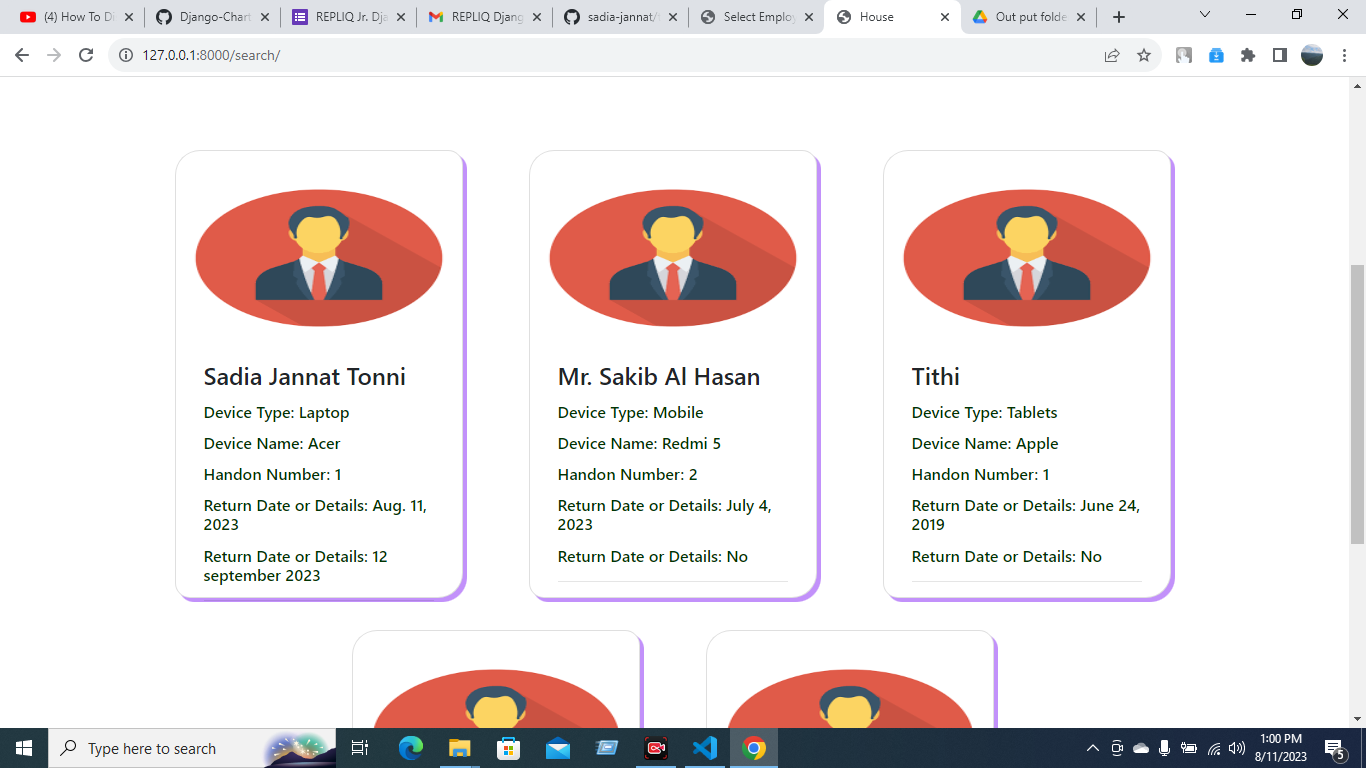 (4) How To Di
Django-Chart
REPLIQ Jr. Dja
REPLIQ Djang
sadia-jannat/
Select Employ
House
Out put folde
127.0.0.1:8000/search/
Sadia Jannat Tonni
Device Type: Laptop
Device Name: Acer
Handon Number: 1
Return Date or Details: Aug. 11,
2023
Return Date or Details: 12
september 2023
Mr. Sakib Al Hasan
Device Type: Mobile
Device Name: Redmi 5
Handon Number: 2
Return Date or Details: July 4,
2023
Return Date or Details: No
Tithi
Device Type: Tablets
Device Name: Apple
Handon Number: 1
Return Date or Details: June 24,
2019
Return Date or Details: No
Type here to search
1:00 PM
8/11/2023
5